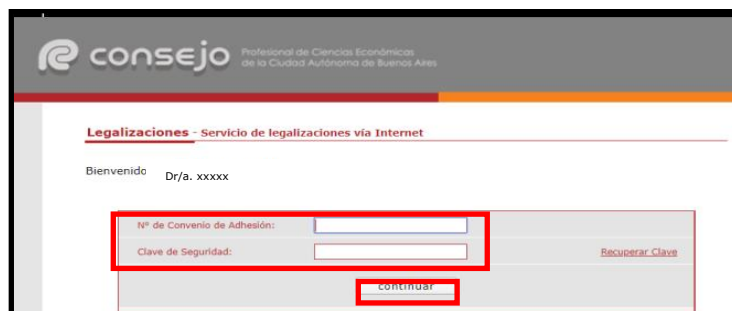 consejo Profesional de Ciencias Económicas
de la Ciudad Autónoma de Buenos Aires
Legalizaciones - Servicio de legalizaciones vía Internet
Bienvenido Dr/a. xxxxx
Nº de Convenio de Adhesión:
Clave de Seguridad: Recuperar Clave
continuar